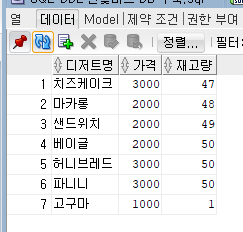 열 데이터 Model 제약 조건 권한 부여
정렬... 필터:
디저트명 가격 재고량
1 치즈케이크 3000 47
2 마카롱 2000 48
3 샌드위치 2000 49
4 베이글 2000 50
5 허니브레드 3000 50
6 파니니 3000 50
7 고구마 1000 1